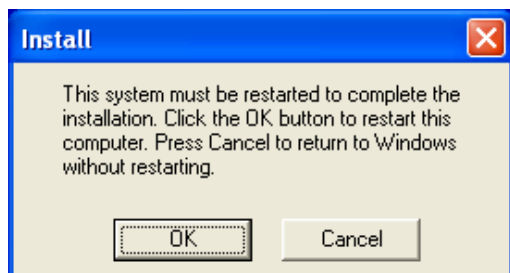 Install
This system must be restarted to complete the
installation. Click the OK button to restart this
computer. Press Cancel to return to Windows
without restarting.
OK
Cancel